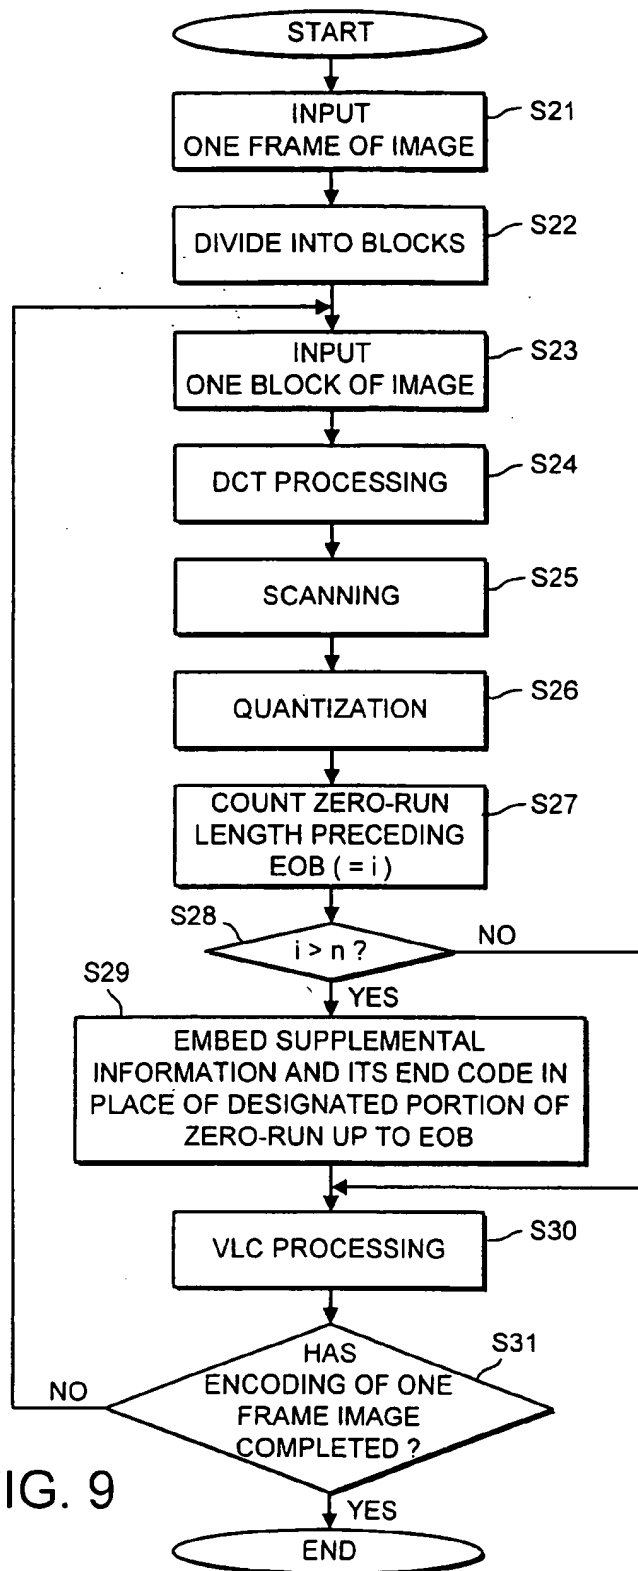 START
INPUT
ONE FRAME OF IMAGE
S21
DIVIDE INTO BLOCKS
S22
INPUT
ONE BLOCK OF IMAGE
S23
DCT PROCESSING
S24
SCANNING
S25
QUANTIZATION
S26
COUNT ZERO-RUN
LENGTH PRECEDING
EOB ( = i )
S27
S28
i > n ?
NO
YES
S29
EMBED SUPPLEMENTAL
INFORMATION AND ITS END CODE IN
PLACE OF DESIGNATED PORTION OF
ZERO-RUN UP TO EOB
VLC PROCESSING
S30
S31
HAS
ENCODING OF ONE
FRAME IMAGE
COMPLETED ?
NO
YES
IG. 9
END